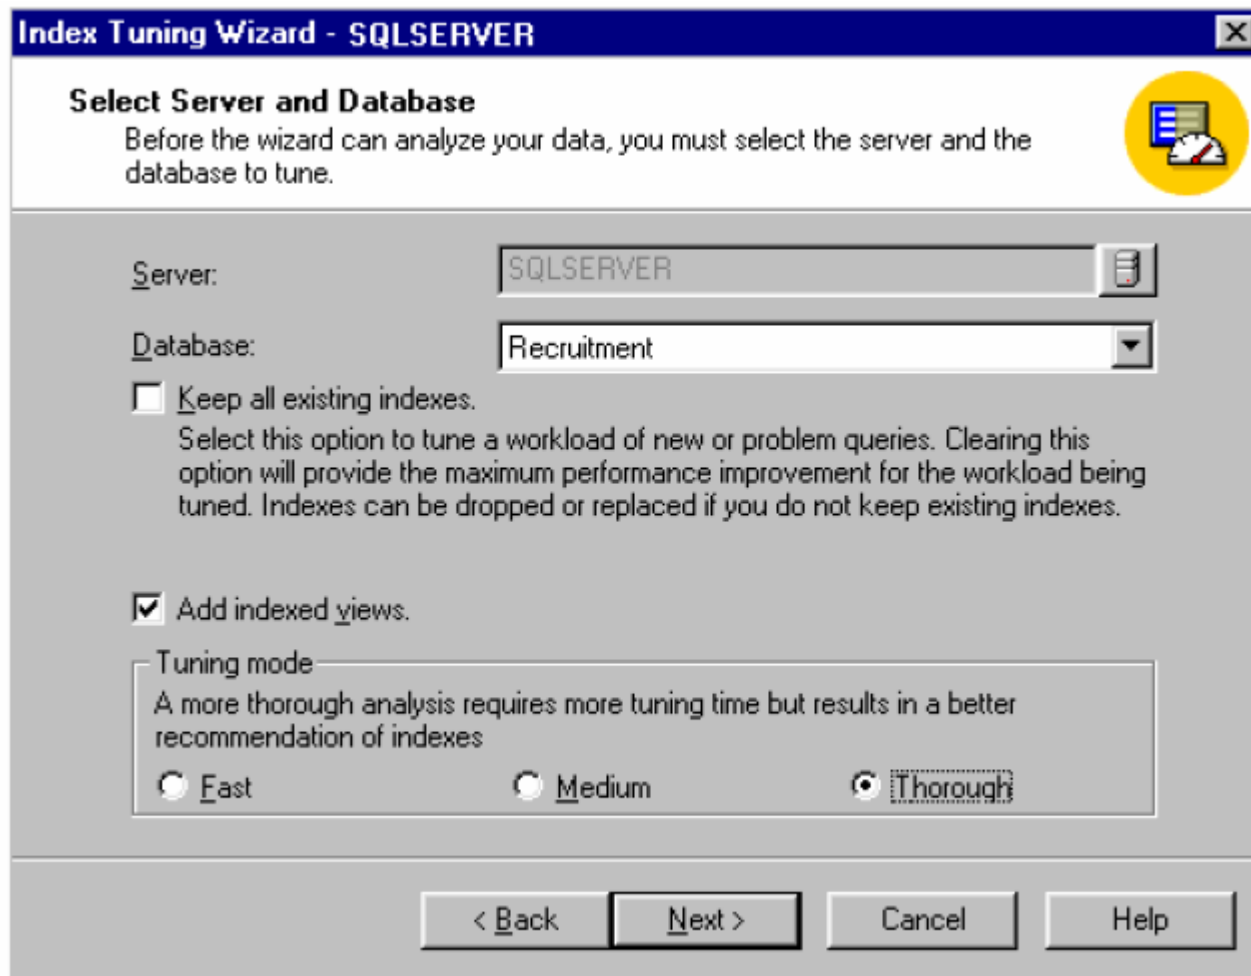 Index Tuning Wizard - SQLSERVER
Select Server and Database
Before the wizard can analyze your data, you must select the server and the
database to tune.
Server:
SQLSERVER
Database:
Recruitment
Keep all existing indexes.
Select this option to tune a workload of new or problem queries. Clearing this
option will provide the maximum performance improvement for the workload being
tuned. Indexes can be dropped or replaced if you do not keep existing indexes.
Add indexed views.
Tuning mode
A more thorough analysis requires more tuning time but results in a better
recommendation of indexes
Fast
Medium
Thorough
< Back
Next >
Cancel
Help